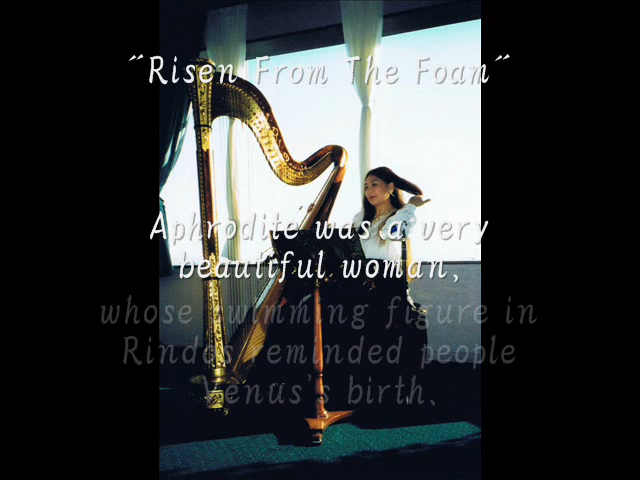 "Risen From The Foam"
Aphrodite was a very
beautiful woman,
whose swimming figure in
Rindos reminded people
Venus's birth.